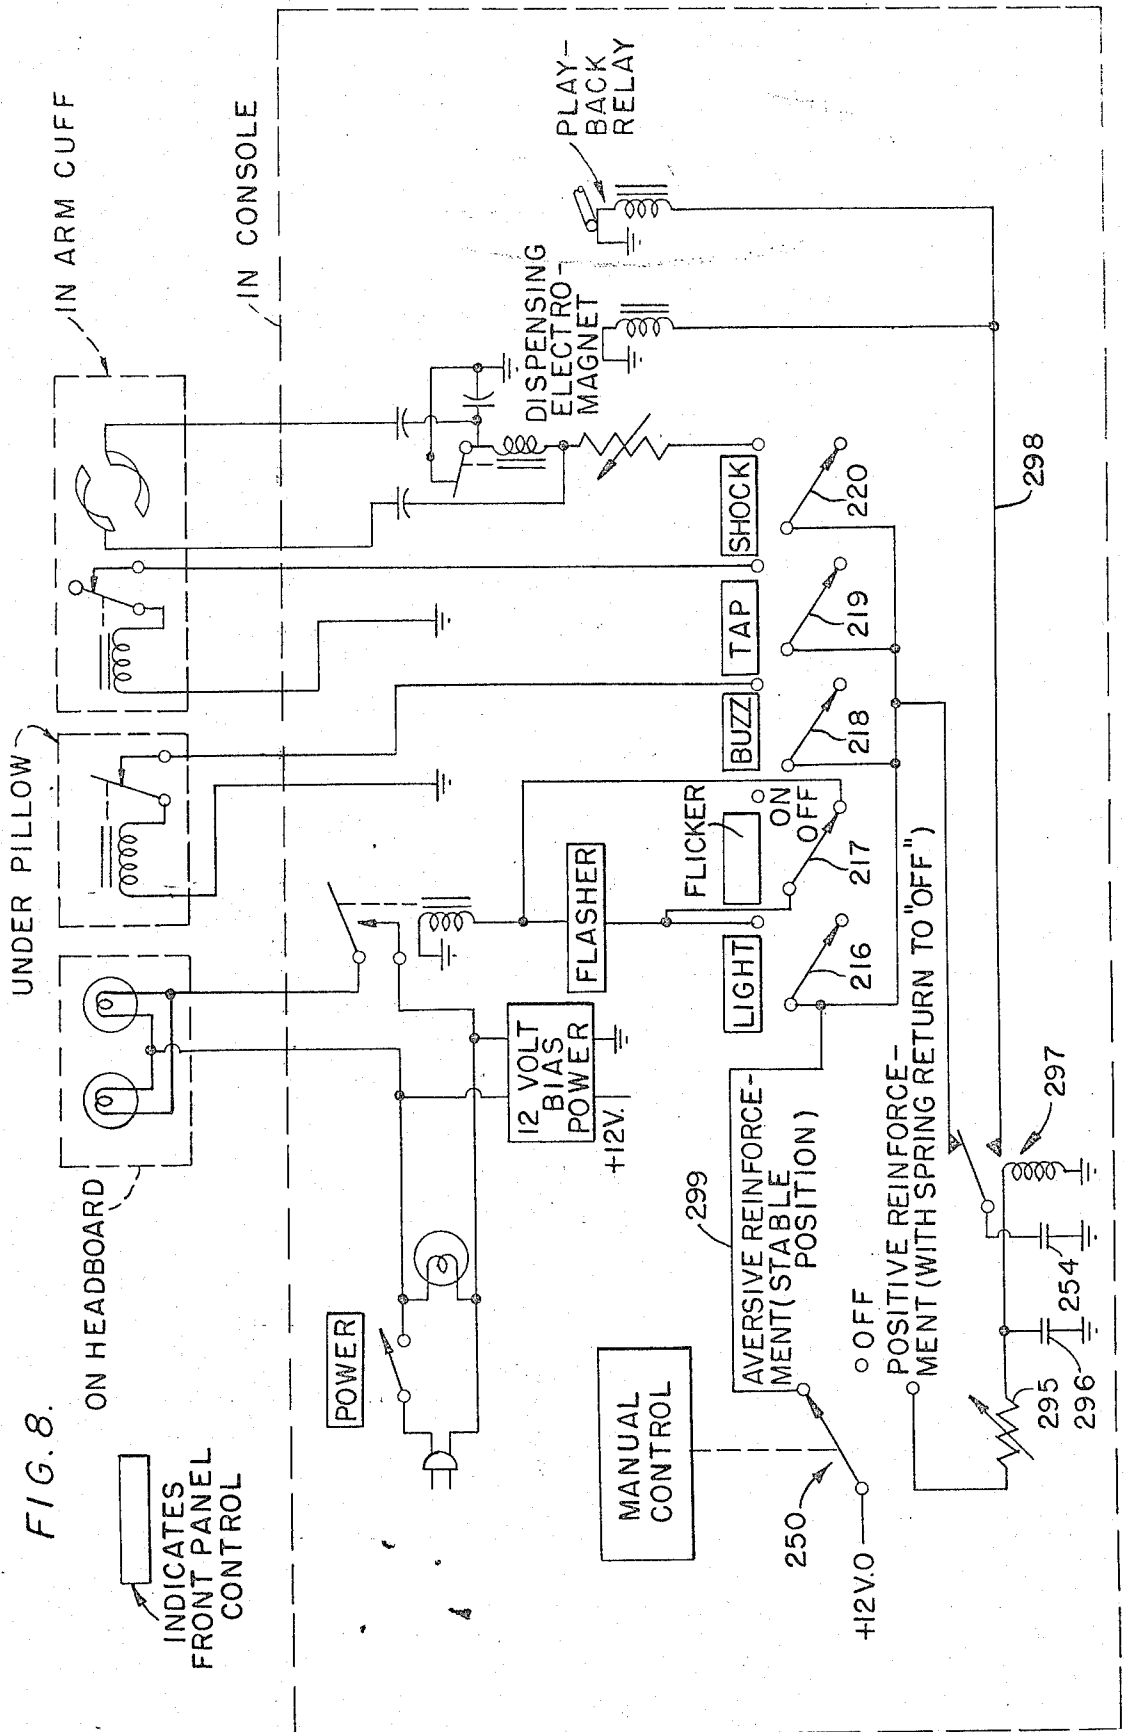 FIG. 8.
INDICATES
FRONT PANEL
CONTROL
ON HEADBOARD
UNDER PILLOW
IN ARM CUFF
IN CONSOLE
POWER
12 VOLT
BIAS
POWER
+12V.
FLASHER
DISPENSING
ELECTRO-
MAGNET
PLAY-
BACK
RELAY
MANUAL
CONTROL
250
+12V.O
299
AVERSIVE REINFORCE-
MENT (STABLE
POSITION)
OFF
POSITIVE REINFORCE-
MENT (WITH SPRING RETURN TO "OFF")
LIGHT
216
FLICKER
ON
OFF
217
BUZZ
218
TAP
219
SHOCK
220
295
296
254
297
298